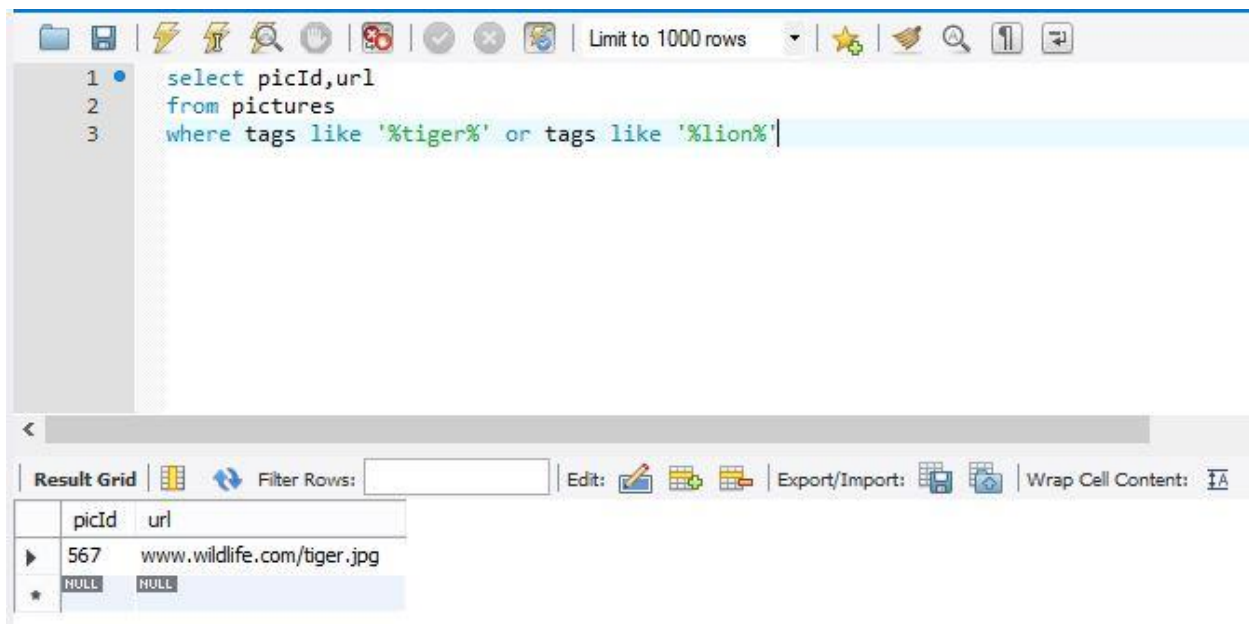 Limit to 1000 rows
1 select picId,url
2 from pictures
3 where tags like '%tiger%' or tags like '%lion%'
Result Grid Filter Rows: Edit: Export/Import: Wrap Cell Content: IA
picId url
567 www.wildlife.com/tiger.jpg
NULL NULL